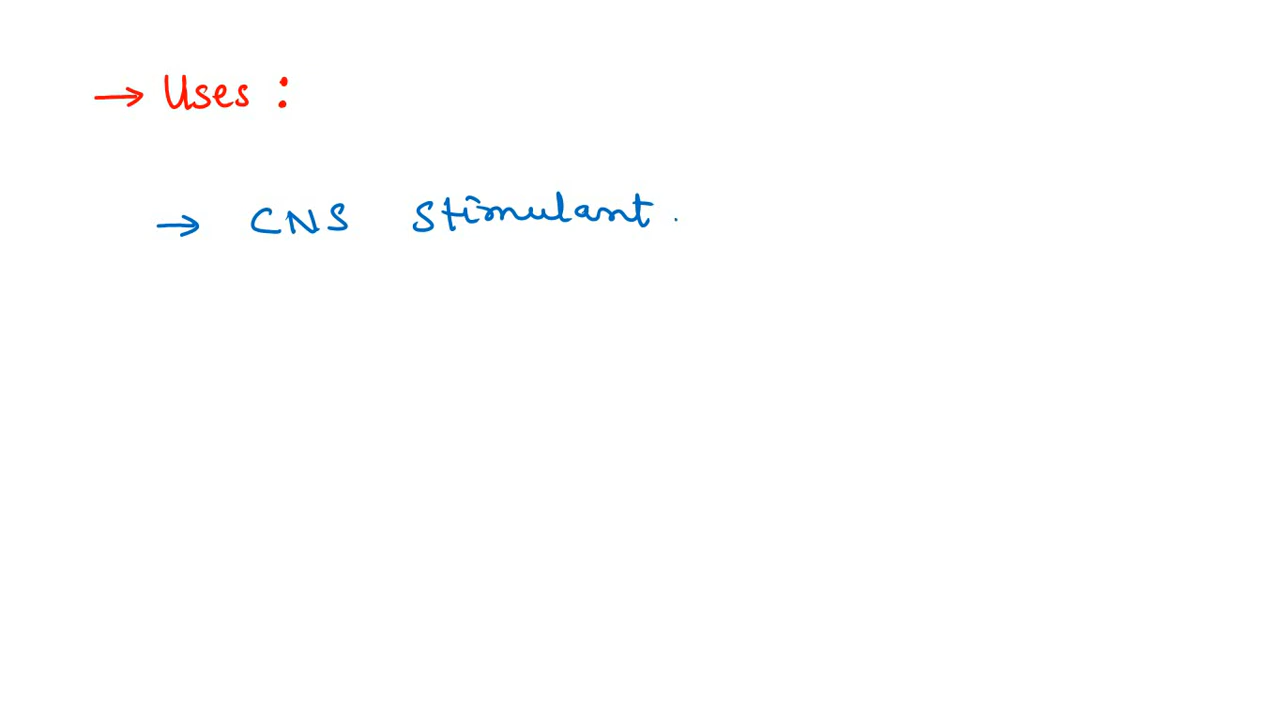 → Uses :
→ CNS Stimulant .